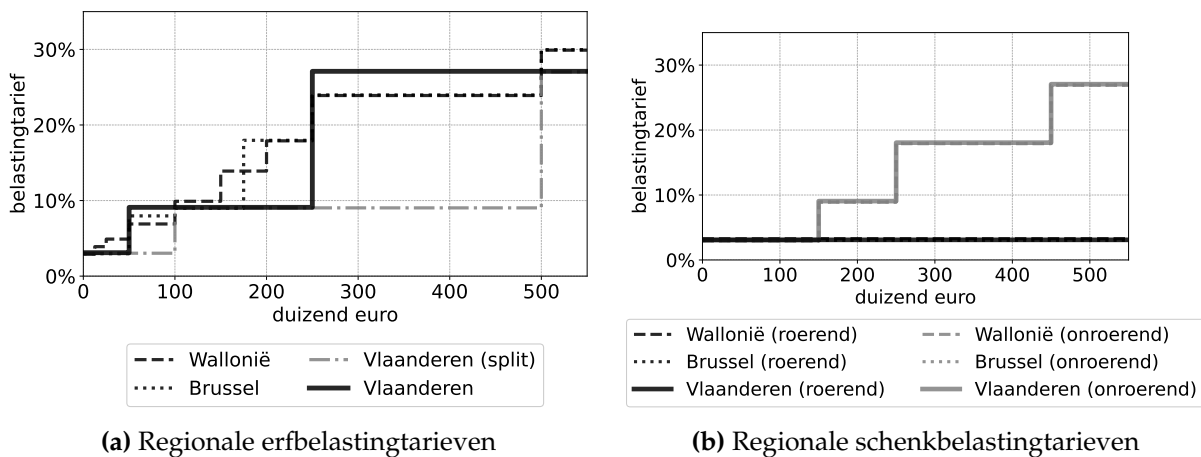 30%
20%
10%
0%
belastingtarief
0 100 200 300 400 500
duizend euro
Wallonië
Brussel
Vlaanderen (split)
Vlaanderen
(a) Regionale erfbelastingtarieven
30%
20%
10%
0%
belastingtarief
0 100 200 300 400 500
duizend euro
Wallonië (roerend)
Brussel (roerend)
Vlaanderen (roerend)
Wallonië (onroerend)
Brussel (onroerend)
Vlaanderen (onroerend)
(b) Regionale schenkbelastingtarieven